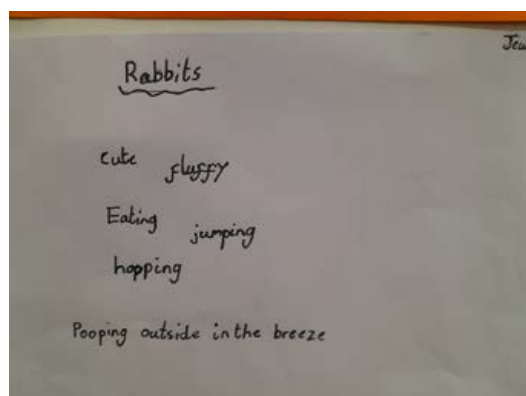 Rabbits
cute fluffy
Eating jumping
hopping
Pooping outside in the breeze